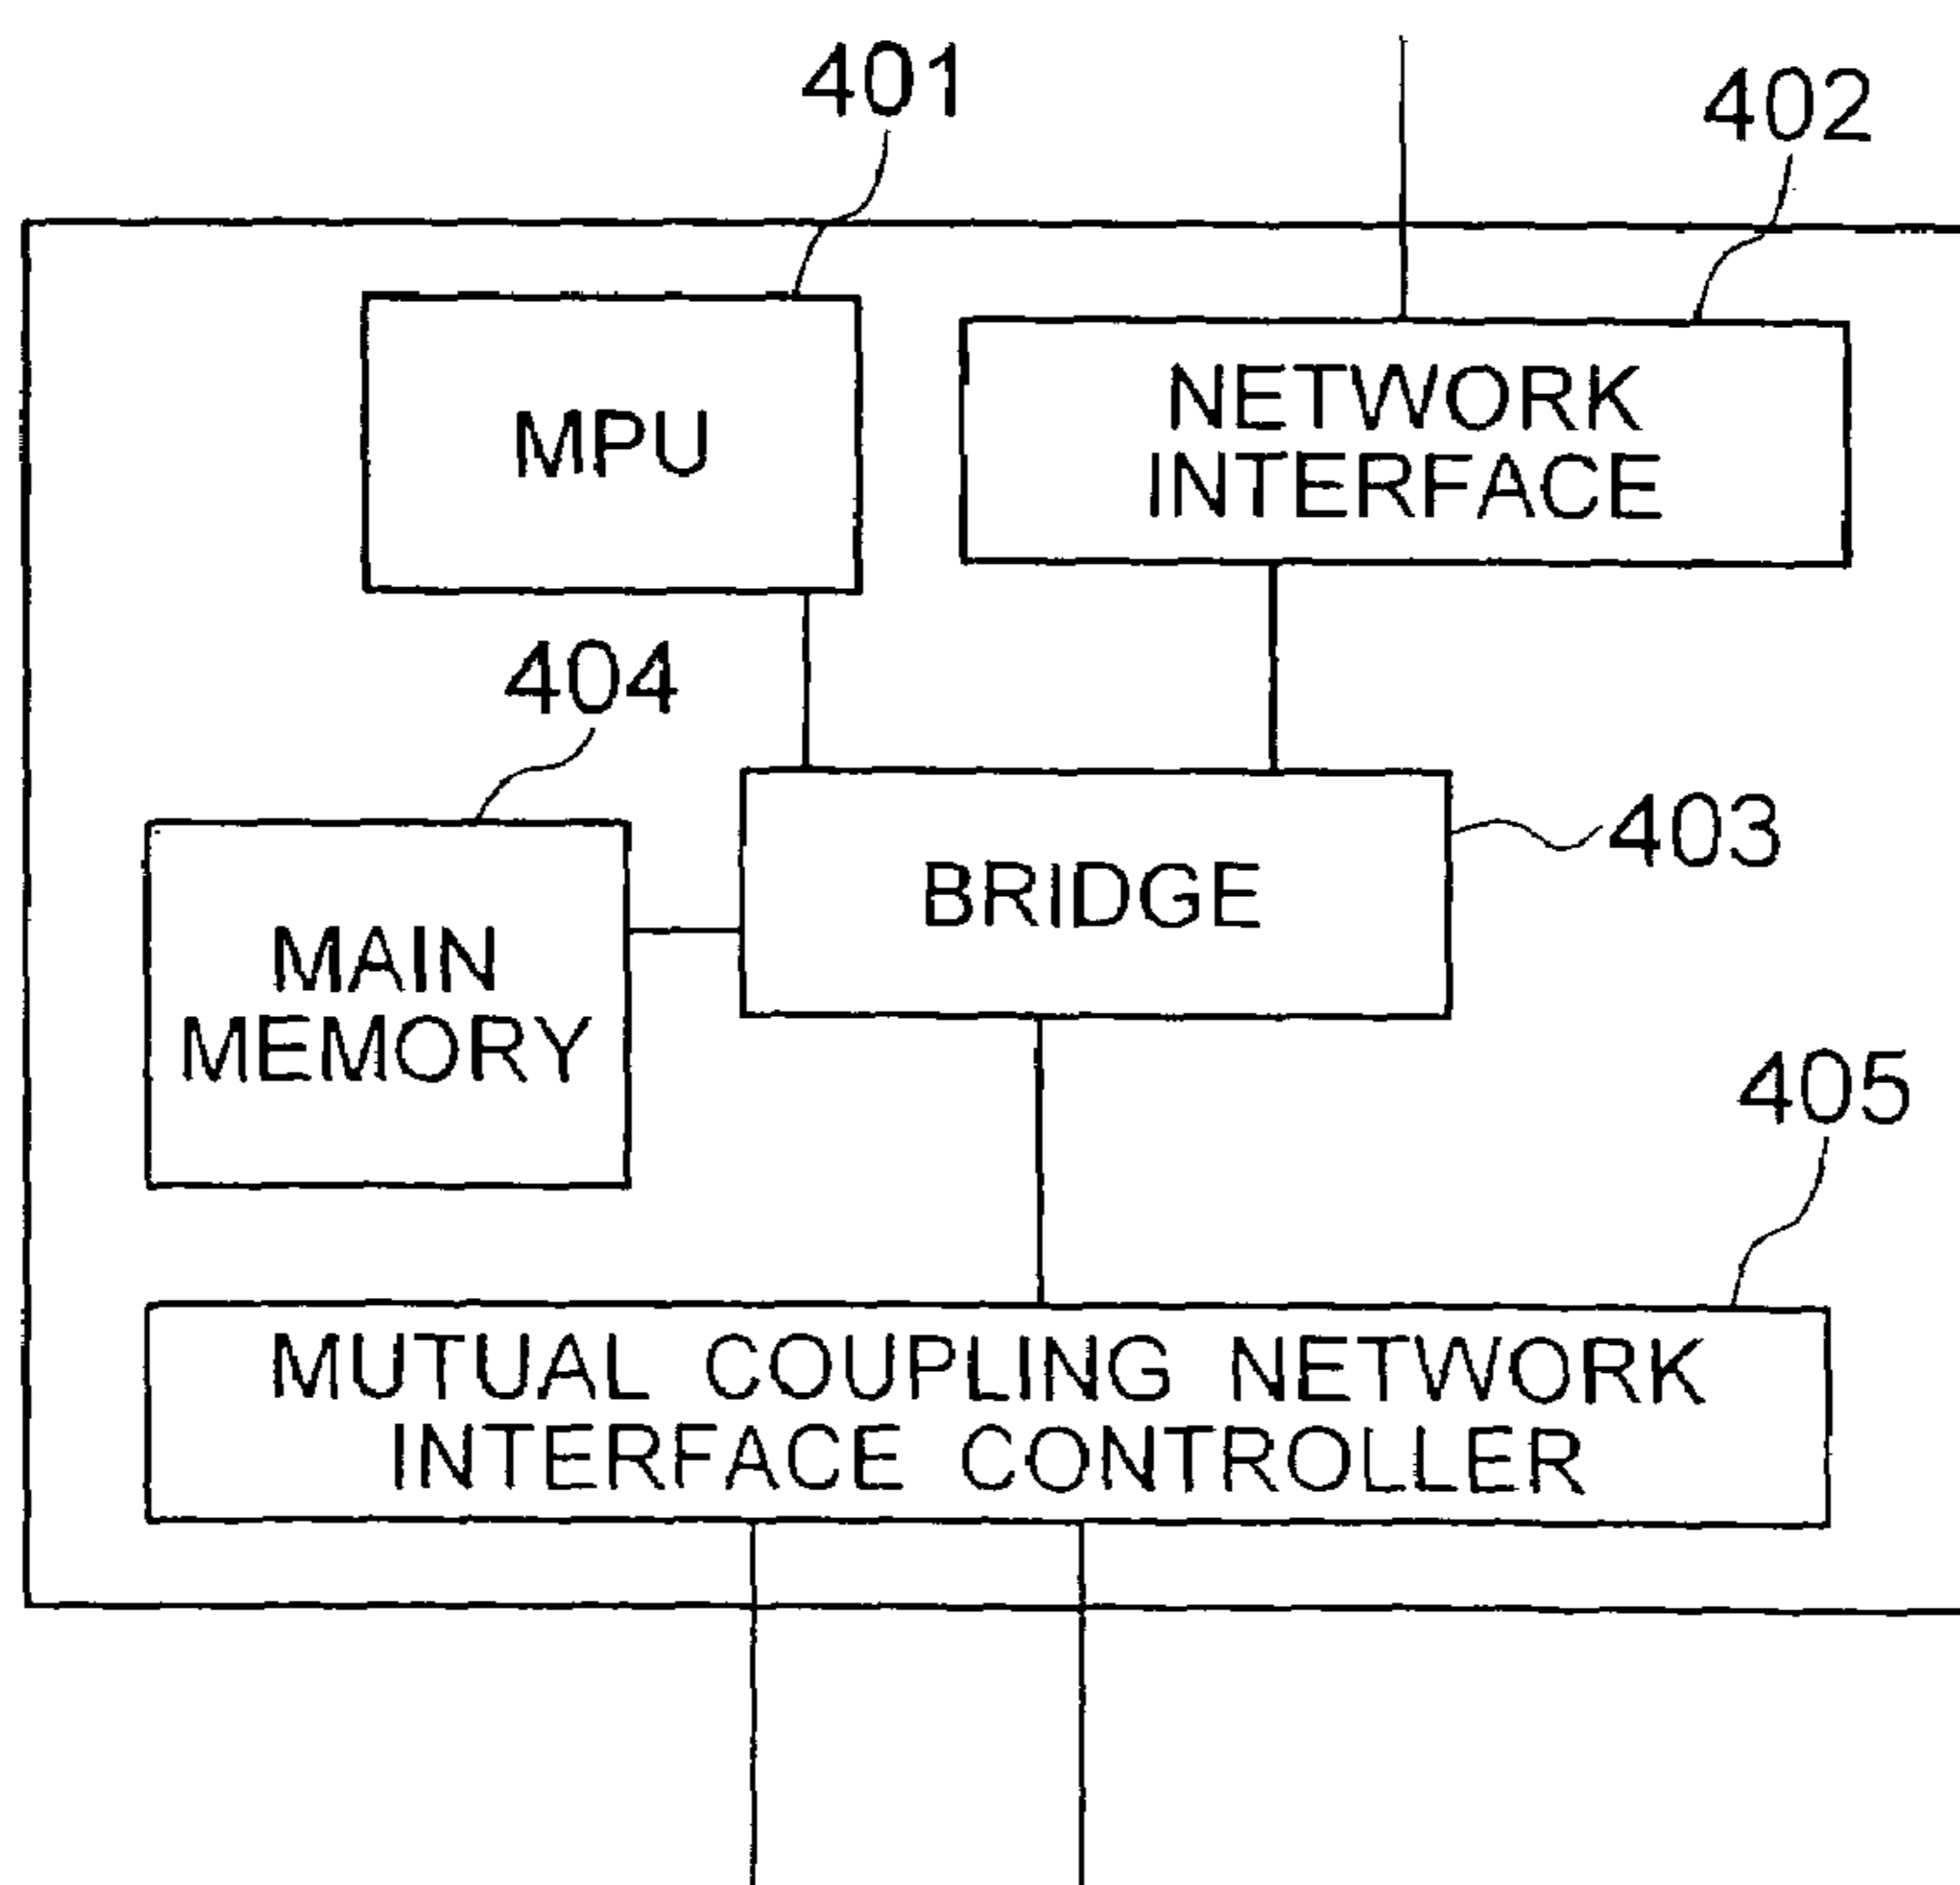 401
402
MPU
NETWORK
INTERFACE
404
403
BRIDGE
MAIN
MEMORY
405
MUTUAL COUPLING NETWORK
INTERFACE CONTROLLER